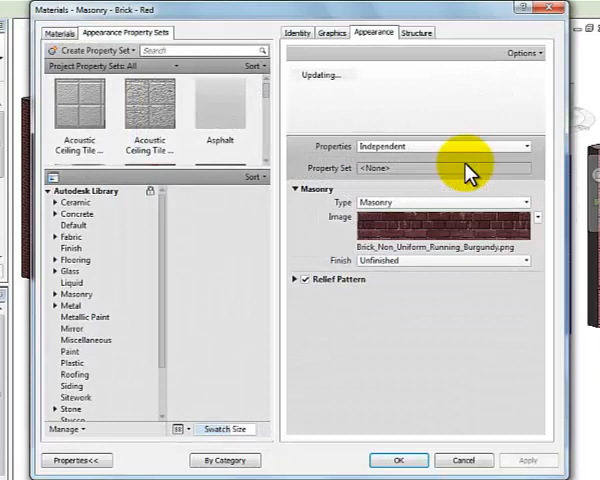 Materials - Masonry - Brick - Red
Materials
Appearance Property Sets
Create Property Set
Search
Project Property Sets: All
Sort
Acoustic
Ceiling Tile ...
Acoustic
Ceiling Tile ...
Asphalt
Sort
Autodesk Library
Ceramic
Concrete
Default
Fabric
Finish
Flooring
Glass
Liquid
Masonry
Metal
Metallic Paint
Mirror
Miscellaneous
Paint
Plastic
Roofing
Siding
Sitework
Stone
Stucco
Manage
Swatch Size
Properties<<
By Category
Identity
Graphics
Appearance
Structure
Options
Updating...
Properties
Independent
Property Set
<None>
Masonry
Type
Masonry
Image
Brick_Non_Uniform_Running_Burgundy.png
Finish
Unfinished
Relief Pattern
OK
Cancel
Apply